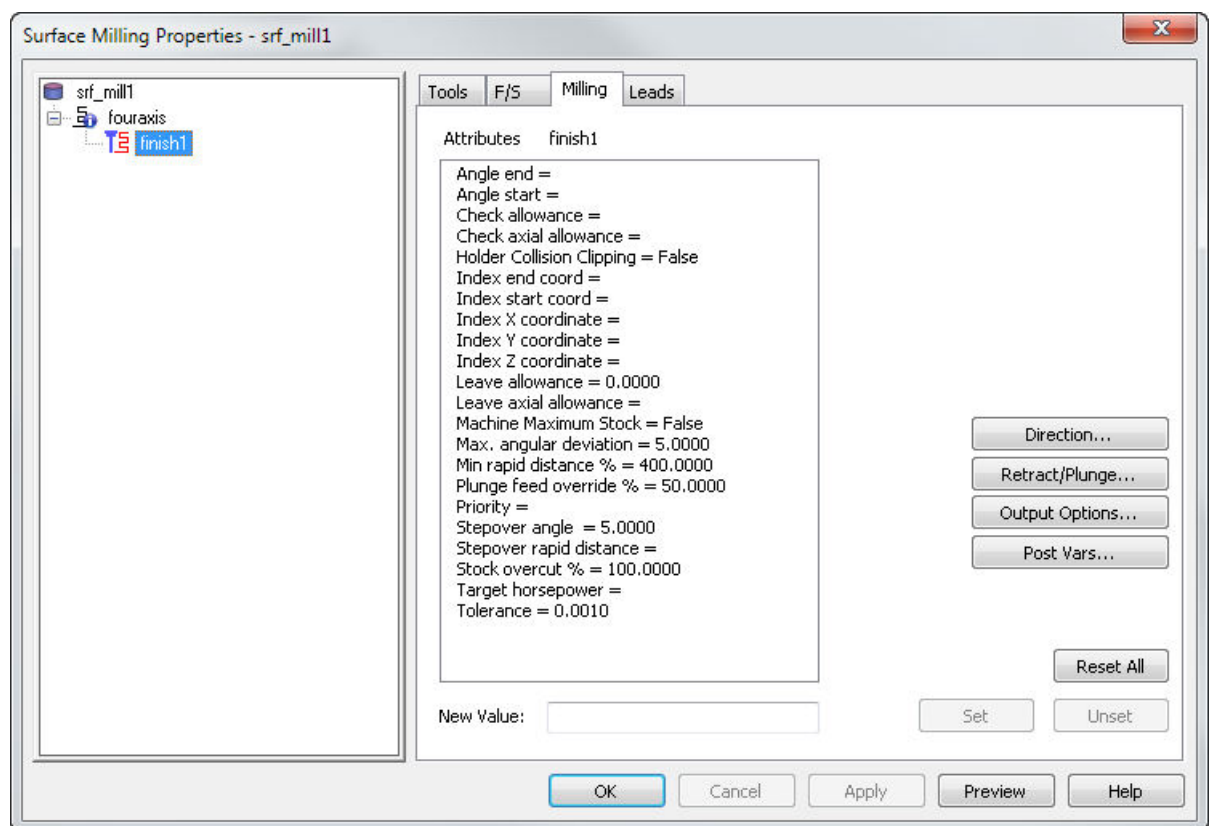 Surface Milling Properties - srf_mill1
srf_mill1
fouraxis
finish1
Tools F/S Milling Leads
Attributes finish1
Angle end =
Angle start =
Check allowance =
Check axial allowance =
Holder Collision Clipping = False
Index end coord =
Index start coord =
Index X coordinate =
Index Y coordinate =
Index Z coordinate =
Leave allowance = 0.0000
Leave axial allowance =
Machine Maximum Stock = False
Max. angular deviation = 5.0000
Min rapid distance % = 400.0000
Plunge feed override % = 50.0000
Priority =
Stepover angle = 5.0000
Stepover rapid distance =
Stock overcut % = 100.0000
Target horsepower =
Tolerance = 0.0010
Direction...
Retract/Plunge...
Output Options...
Post Vars...
Reset All
New Value: Set Unset
OK Cancel Apply Preview Help